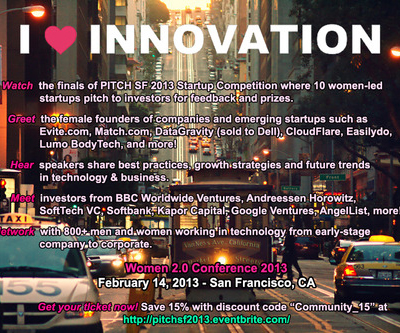 I ♥ INNOVATION
Watch the finals of PITCH SF 2013 Startup Competition where 10 women-led
startups pitch to investors for feedback and prizes.
Greet the female founders of companies and emerging startups such as
Evite.com, Match.com, DataGravity (sold to Dell), CloudFlare, Easilydo,
Lumo BodyTech, and more!
Hear speakers share best practices, growth strategies and future trends
in technology & business.
Meet investors from BBC Worldwide Ventures, Andreessen Horowitz,
SoftTech VC, Softbank, Kapor Capital, Google Ventures, AngelList, more!
TAXI
Network with 800+ men and women working in technology from early-stage
company to corporate.
Women 2.0 Conference 2013
February 14, 2013 - San Francisco, CA
Get your ticket now! Save 15% with discount code "Community_15" at
http://pitchsf2013.eventbrite.com/